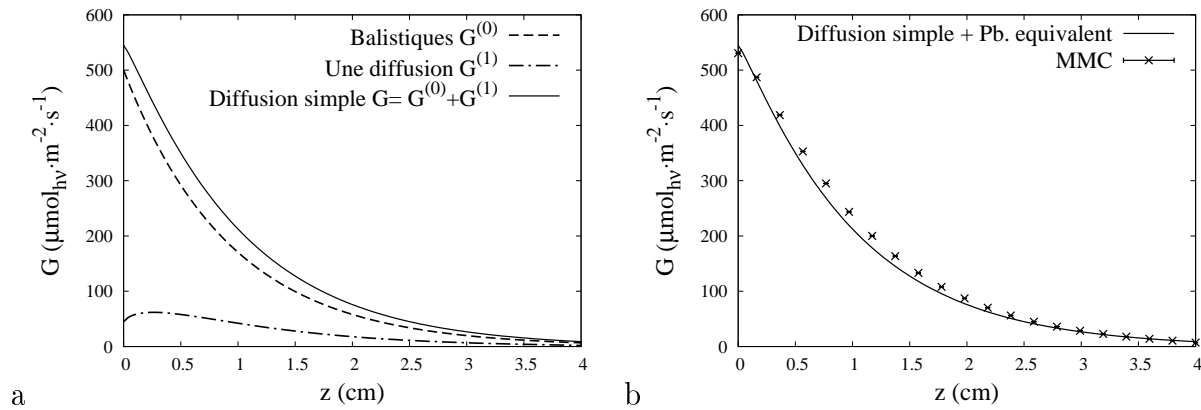 600
500
400
300
200
100
0
G (μmol_hν·m⁻²·s⁻¹)
Balistiques G⁽⁰⁾
Une diffusion G⁽¹⁾
Diffusion simple G= G⁽⁰⁾+G⁽¹⁾
0 0.5 1 1.5 2 2.5 3 3.5 4
z (cm)
a
600
500
400
300
200
100
0
G (μmol_hν·m⁻²·s⁻¹)
Diffusion simple + Pb. equivalent
MMC
0 0.5 1 1.5 2 2.5 3 3.5 4
z (cm)
b